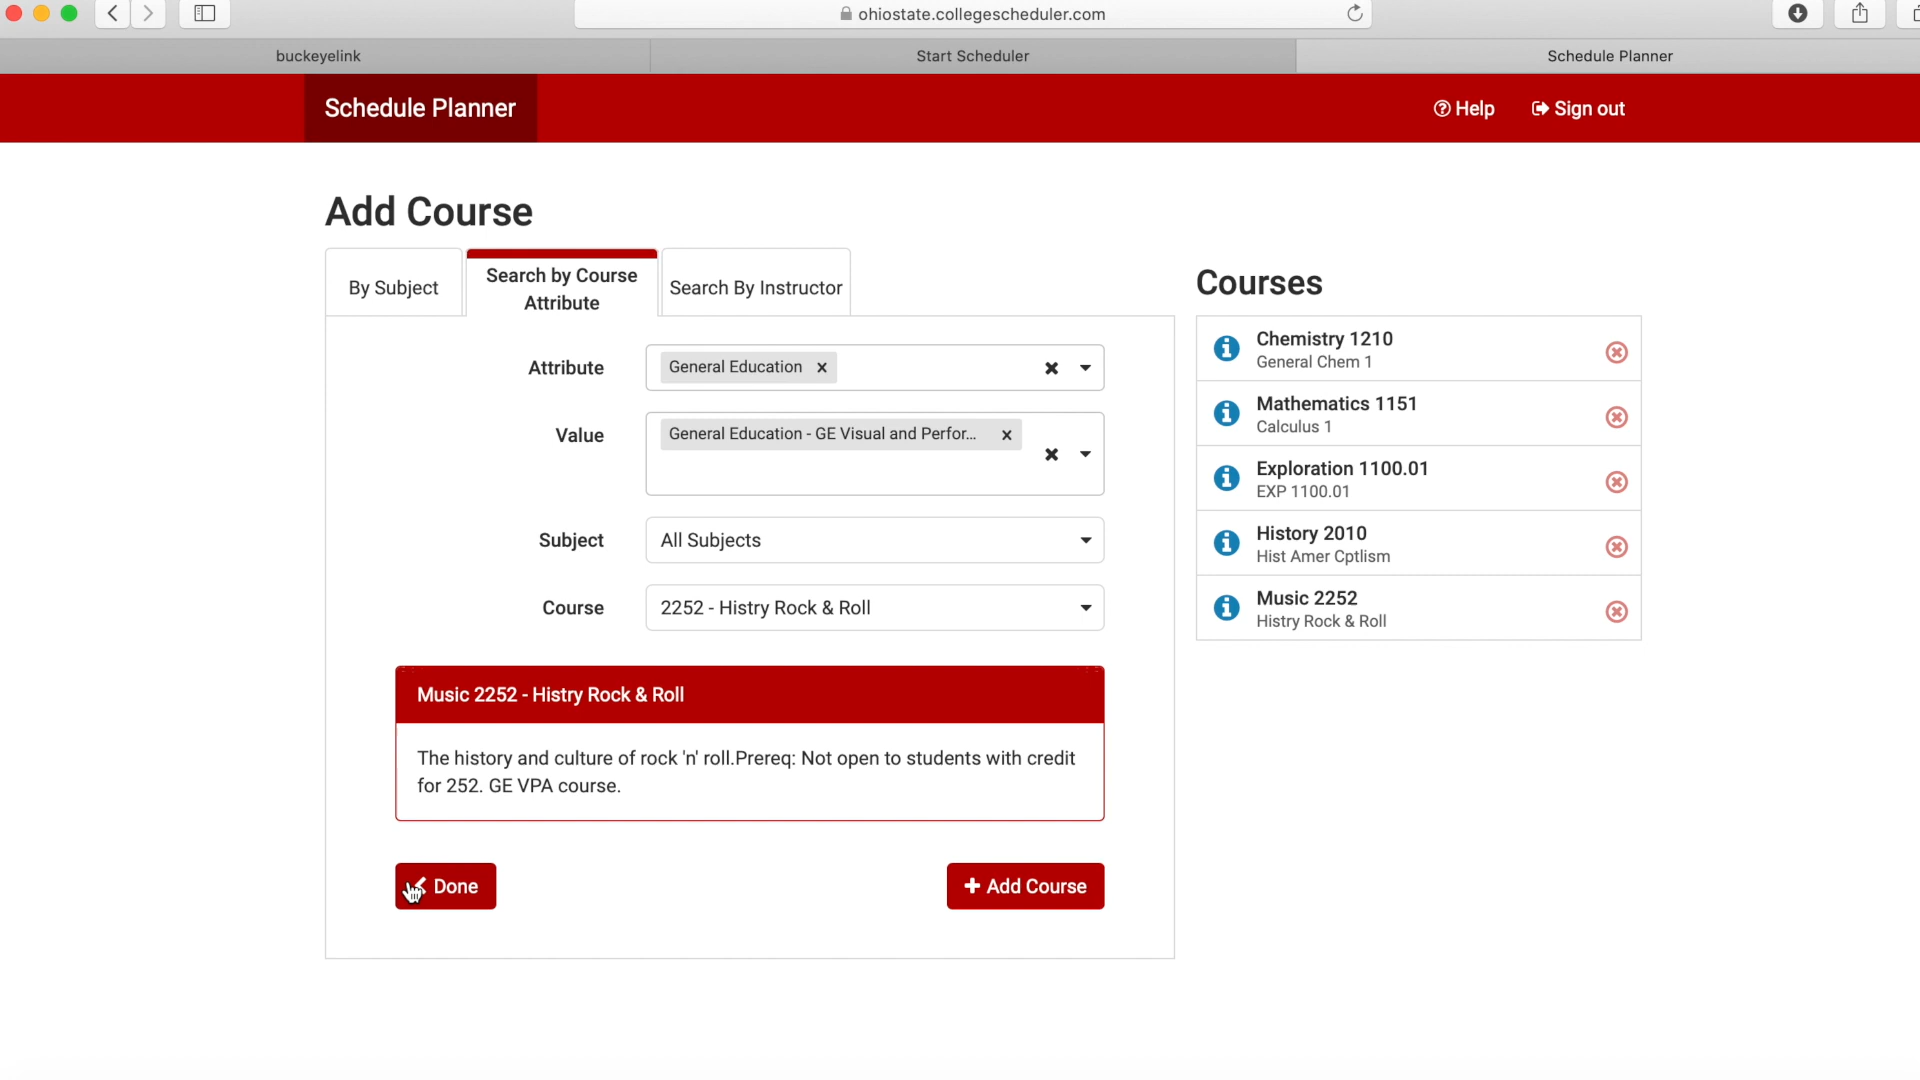 ohiostate.collegescheduler.com
buckeyelink
Start Scheduler
Schedule Planner
Schedule Planner
Help
Sign out
Add Course
By Subject
Search by Course
Attribute
Search By Instructor
Attribute
General Education
Value
General Education - GE Visual and Perfor...
Subject
All Subjects
Course
2252 - Histry Rock & Roll
Music 2252 - Histry Rock & Roll
The history and culture of rock 'n' roll.Prereq: Not open to students with credit
for 252. GE VPA course.
Done
Add Course
Courses
Chemistry 1210
General Chem 1
Mathematics 1151
Calculus 1
Exploration 1100.01
EXP 1100.01
History 2010
Hist Amer Cptlism
Music 2252
Histry Rock & Roll